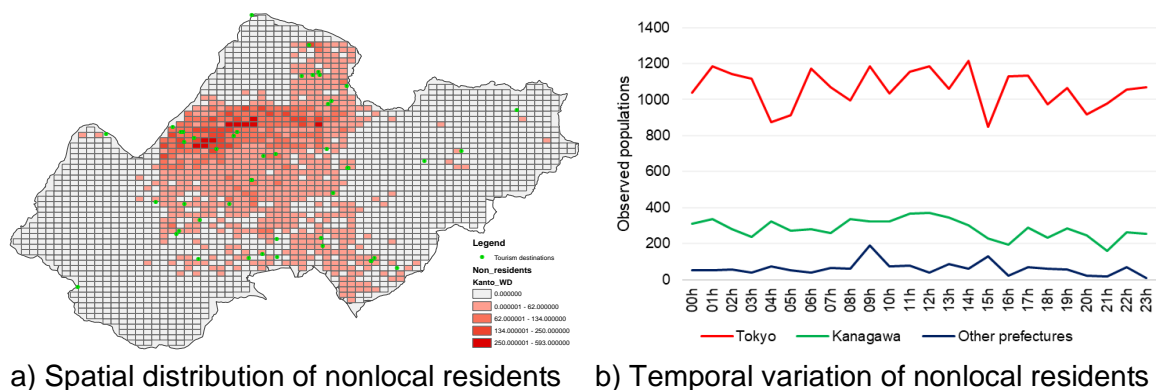 Legend
Tourism destinations
Non_residents
Kanto_WD
0.000000
0.000001 - 62.000000
62.000001 - 134.000000
134.000001 - 250.000000
250.000001 - 593.000000
Observed populations
1400
1200
1000
800
600
400
200
0
00h 01h 02h 03h 04h 05h 06h 07h 08h 09h 10h 11h 12h 13h 14h 15h 16h 17h 18h 19h 20h 21h 22h 23h
Tokyo Kanagawa Other prefectures
a) Spatial distribution of nonlocal residents b) Temporal variation of nonlocal residents